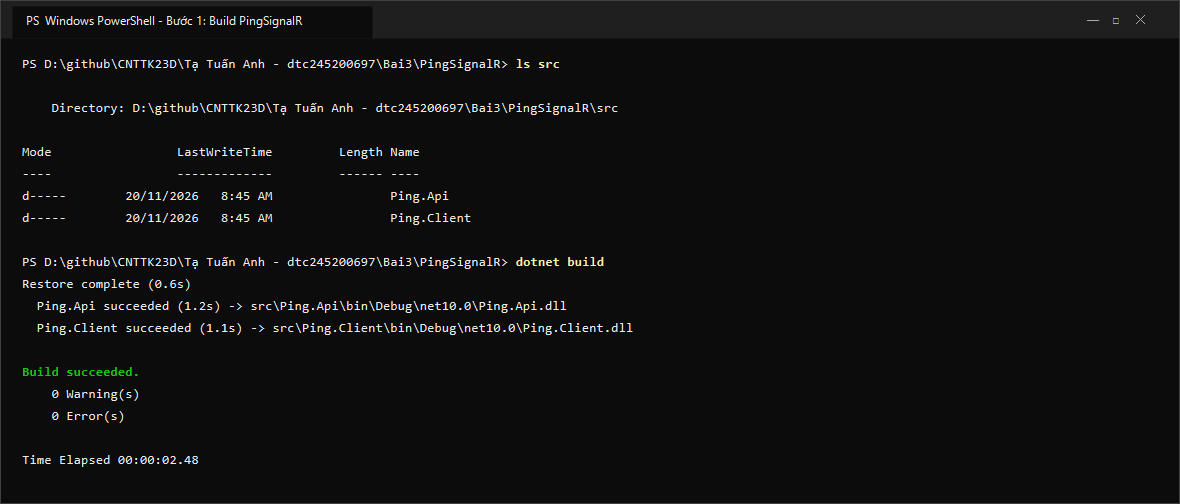 PS Windows PowerShell - Bước 1: Build PingSignalR
PS D:\github\CNTTK23D\Tạ Tuấn Anh - dtc245200697\Bai3\PingSignalR> ls src
Directory: D:\github\CNTTK23D\Tạ Tuấn Anh - dtc245200697\Bai3\PingSignalR\src
Mode                 LastWriteTime         Length Name
----                 -------------         ------ ----
d-----        20/11/2026   8:45 AM                Ping.Api
d-----        20/11/2026   8:45 AM                Ping.Client
PS D:\github\CNTTK23D\Tạ Tuấn Anh - dtc245200697\Bai3\PingSignalR> dotnet build
Restore complete (0.6s)
  Ping.Api succeeded (1.2s) -> src\Ping.Api\bin\Debug\net10.0\Ping.Api.dll
  Ping.Client succeeded (1.1s) -> src\Ping.Client\bin\Debug\net10.0\Ping.Client.dll
Build succeeded.
    0 Warning(s)
    0 Error(s)
Time Elapsed 00:00:02.48